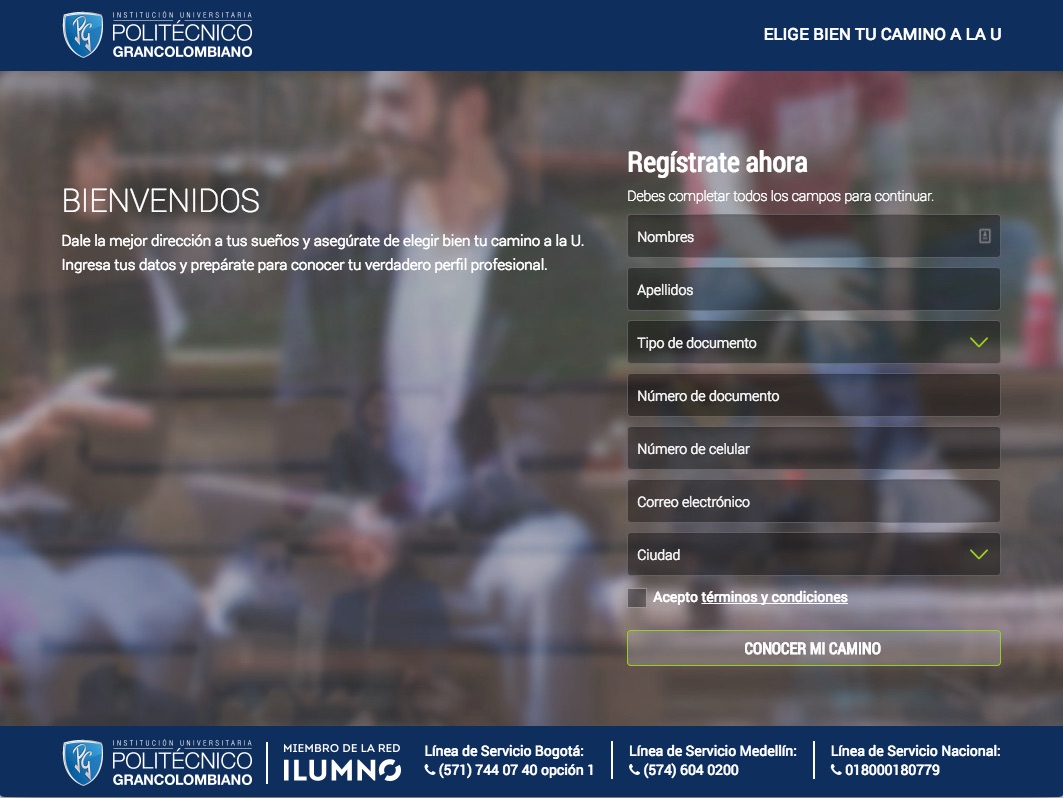 INSTITUCIÓN UNIVERSITARIA
POLITÉCNICO
GRANCOLOMBIANO
ELIGE BIEN TU CAMINO A LA U
BIENVENIDOS
Dale la mejor dirección a tus sueños y asegúrate de elegir bien tu camino a la U.
Ingresa tus datos y prepárate para conocer tu verdadero perfil profesional.
Regístrate ahora
Debes completar todos los campos para continuar.
Nombres
Apellidos
Tipo de documento
Número de documento
Número de celular
Correo electrónico
Ciudad
Acepto términos y condiciones
CONOCER MI CAMINO
INSTITUCIÓN UNIVERSITARIA
POLITÉCNICO
GRANCOLOMBIANO
MIEMBRO DE LA RED
ILUMNO
Línea de Servicio Bogotá:
(571) 744 07 40 opción 1
Línea de Servicio Medellín:
(574) 604 0200
Línea de Servicio Nacional:
018000180779